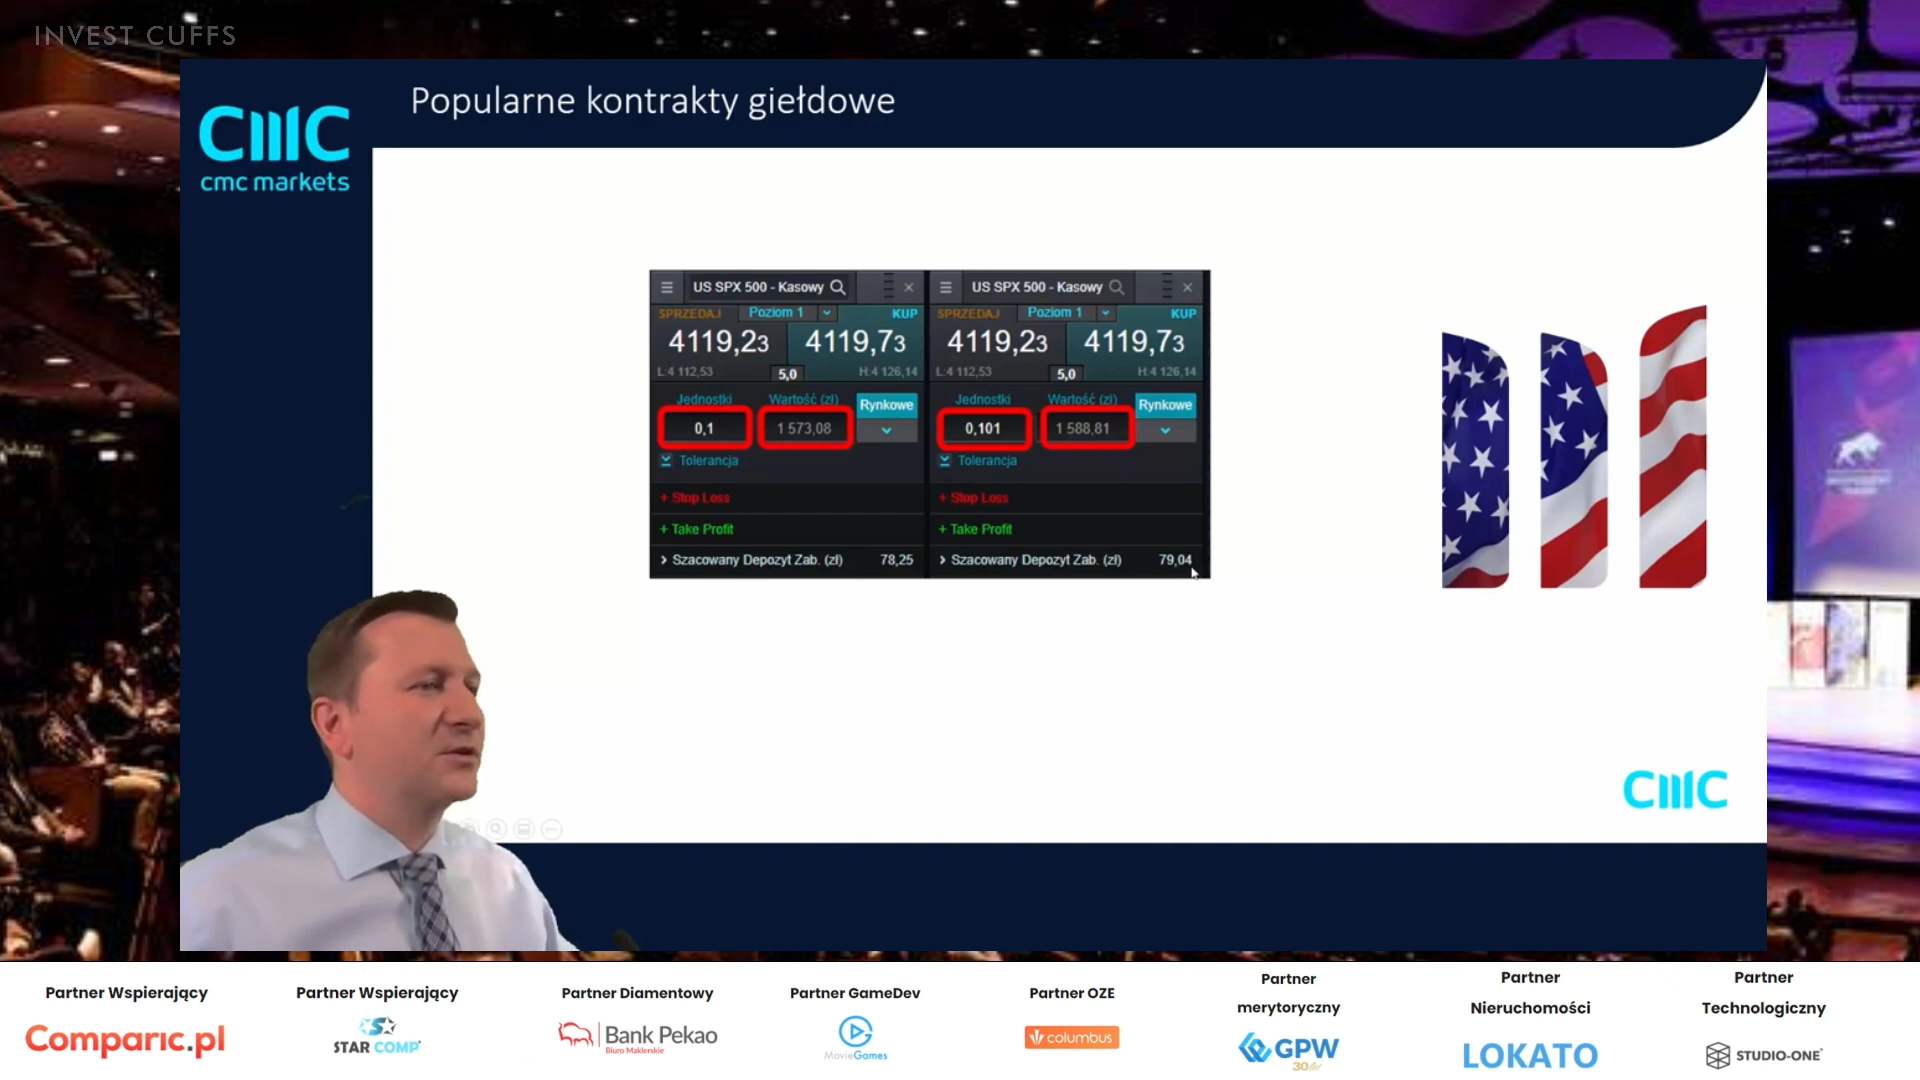 INVEST CUFFS
Popularne kontrakty giełdowe
CMC
cmc markets
US SPX 500 - Kasowy
US SPX 500 - Kasowy
SPRZEDAJ Poziom 1 KUP
SPRZEDAJ Poziom 1 KUP
4119,23 4119,73
4119,23 4119,73
L:4 112,53 5,0 H:4 126,14
L:4 112,53 5,0 H:4 126,14
Jednostki Wartość (zł) Rynkowe
Jednostki Wartość (zł) Rynkowe
0,1 1 573,08
0,101 1 588,81
Tolerancja
Tolerancja
+ Stop Loss
+ Stop Loss
+ Take Profit
+ Take Profit
> Szacowany Depozyt Zab. (zł) 78,25
> Szacowany Depozyt Zab. (zł) 79,04
CMC
Partner Wspierający
Comparic.pl
Partner Wspierający
STAR COMP
Partner Diamentowy
Bank Pekao
Biuro Maklerskie
Partner GameDev
MovieGames
Partner OZE
columbus
Partner
merytoryczny
GPW
30 lat
Partner
Nieruchomości
LOKATO
Partner
Technologiczny
STUDIO-ONE